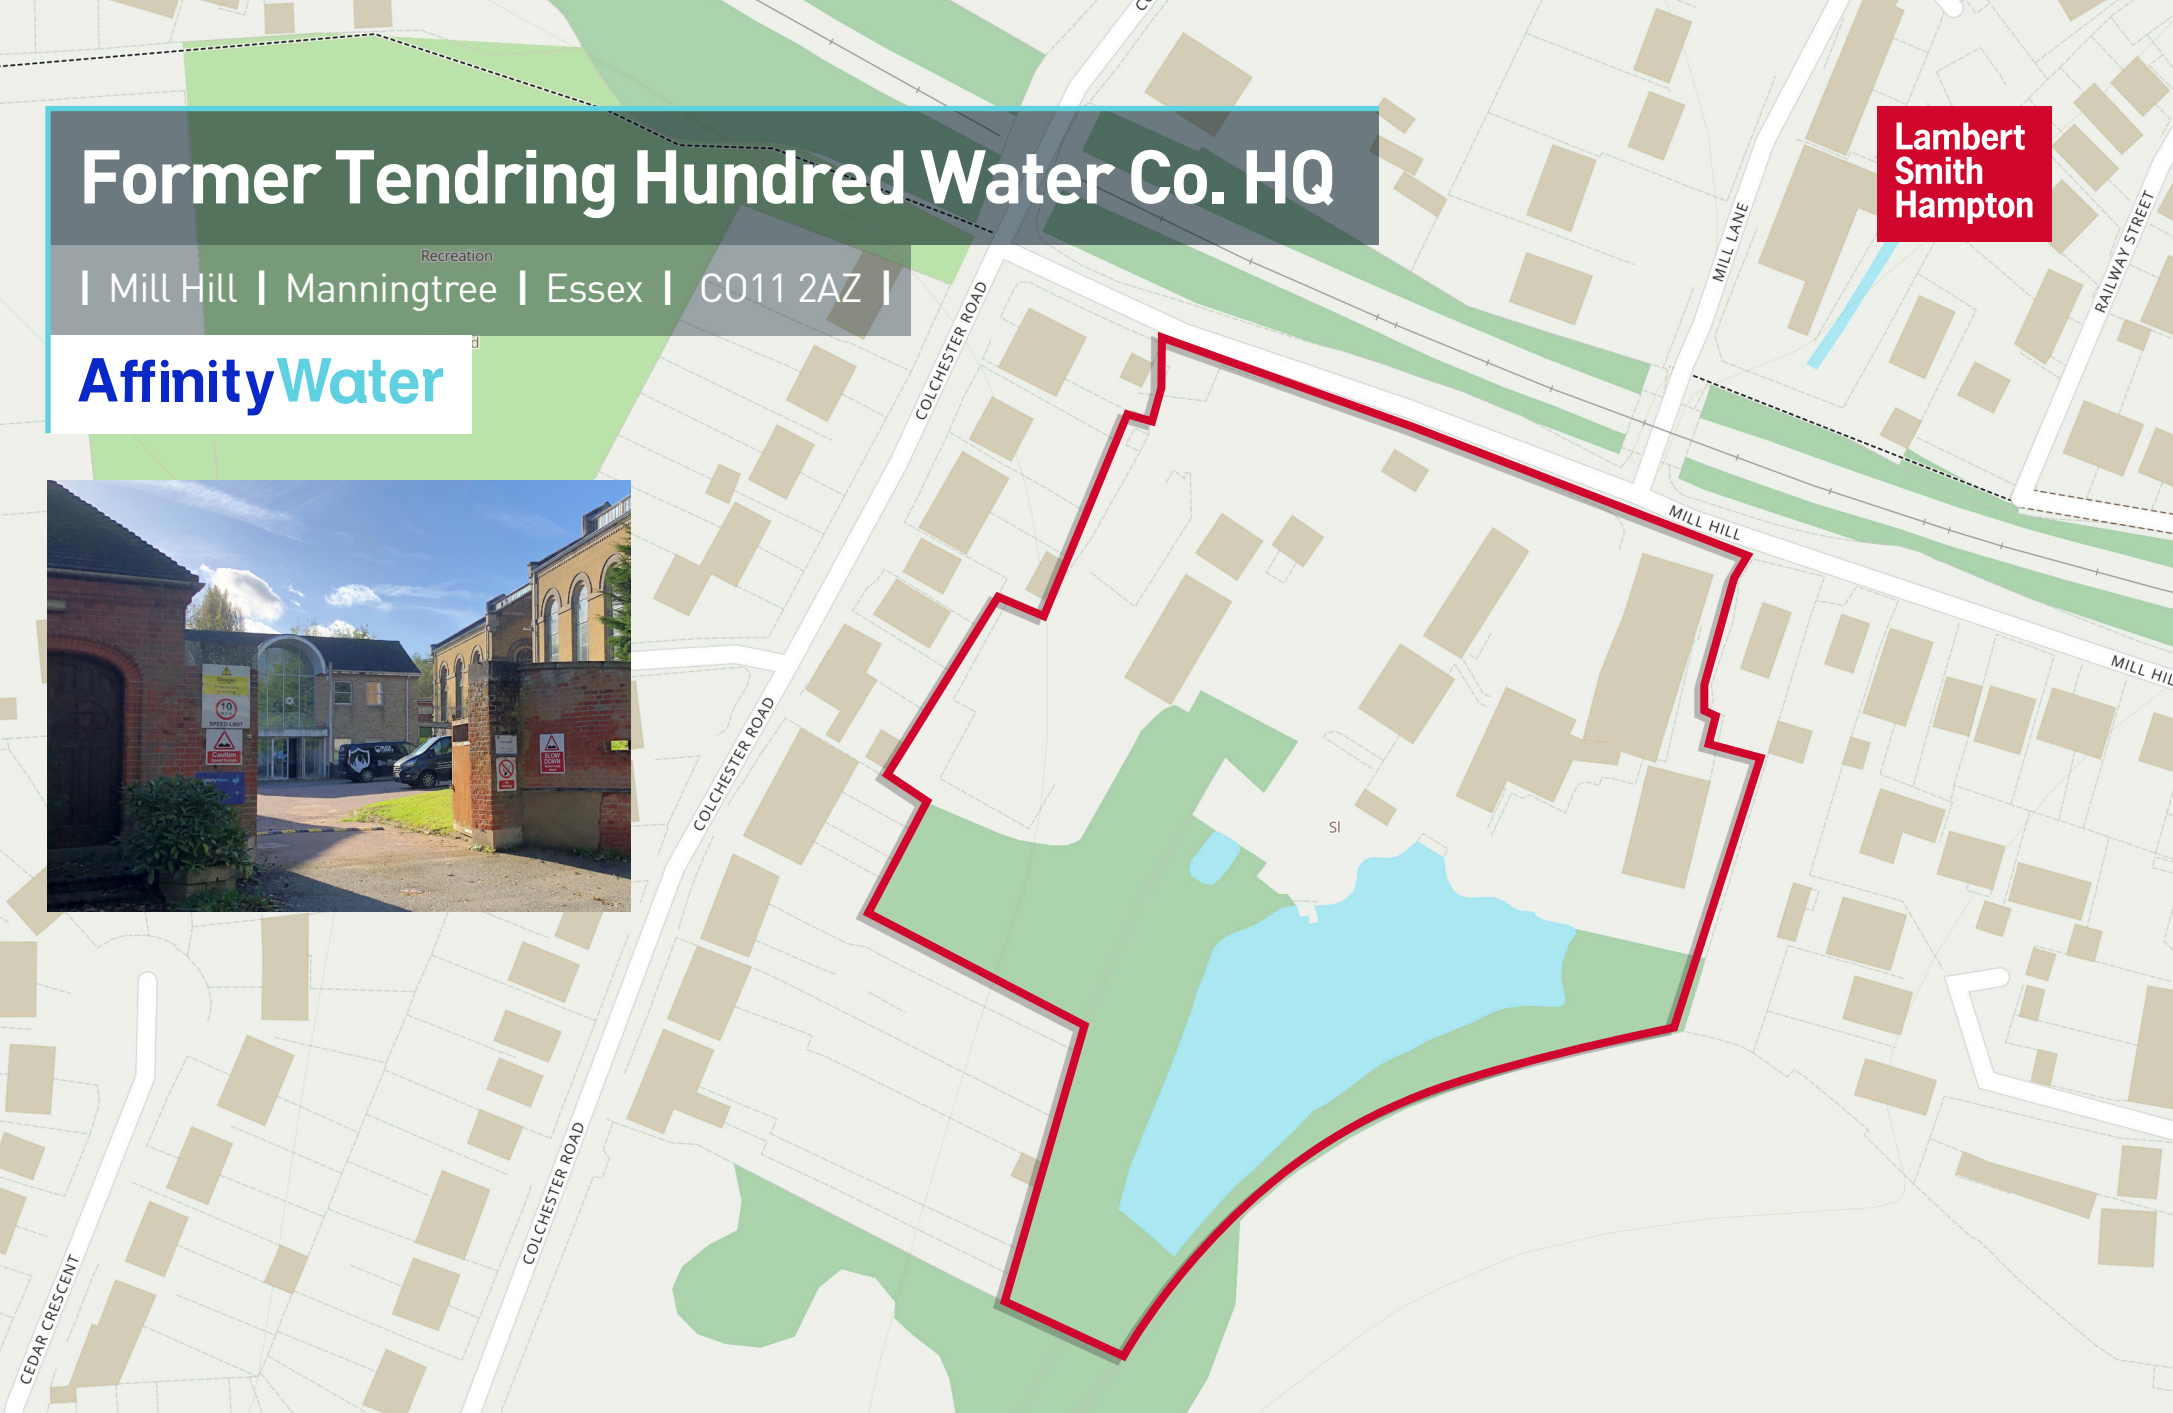 Former Tendring Hundred Water Co. HQ
| Mill Hill | Manningtree | Essex | CO11 2AZ |
AffinityWater
Lambert
Smith
Hampton
Recreation
d
COLCHESTER ROAD
COLCHESTER ROAD
COLCHESTER ROAD
CEDAR CRESCENT
MILL LANE
RAILWAY STREET
MILL HILL
MILL HIL
SI
CO
Danger
10
SPEED LIMIT
Caution
SLOW
DOWN